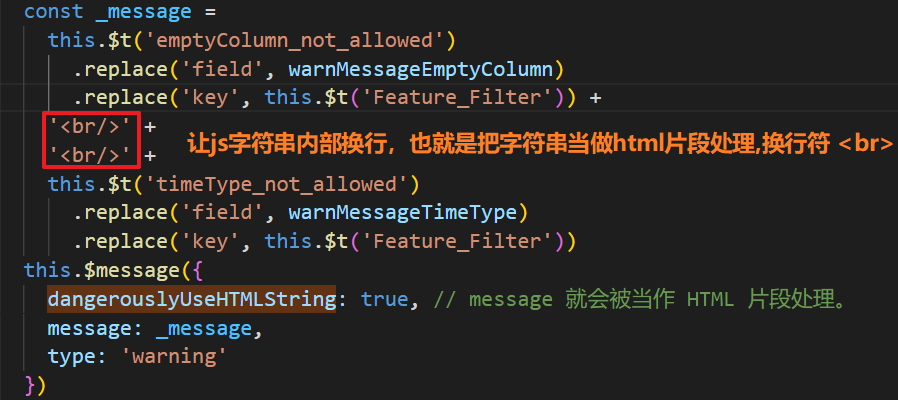 const _message =
this.$t('emptyColumn_not_allowed')
.replace('field', warnMessageEmptyColumn)
.replace('key', this.$t('Feature_Filter')) +
'<br/>' +
'<br/>' +
让js字符串内部换行，也就是把字符串当做html片段处理,换行符 <br>
this.$t('timeType_not_allowed')
.replace('field', warnMessageTimeType)
.replace('key', this.$t('Feature_Filter'))
this.$message({
dangerouslyUseHTMLString: true, // message 就会被当作 HTML 片段处理。
message: _message,
type: 'warning'
})